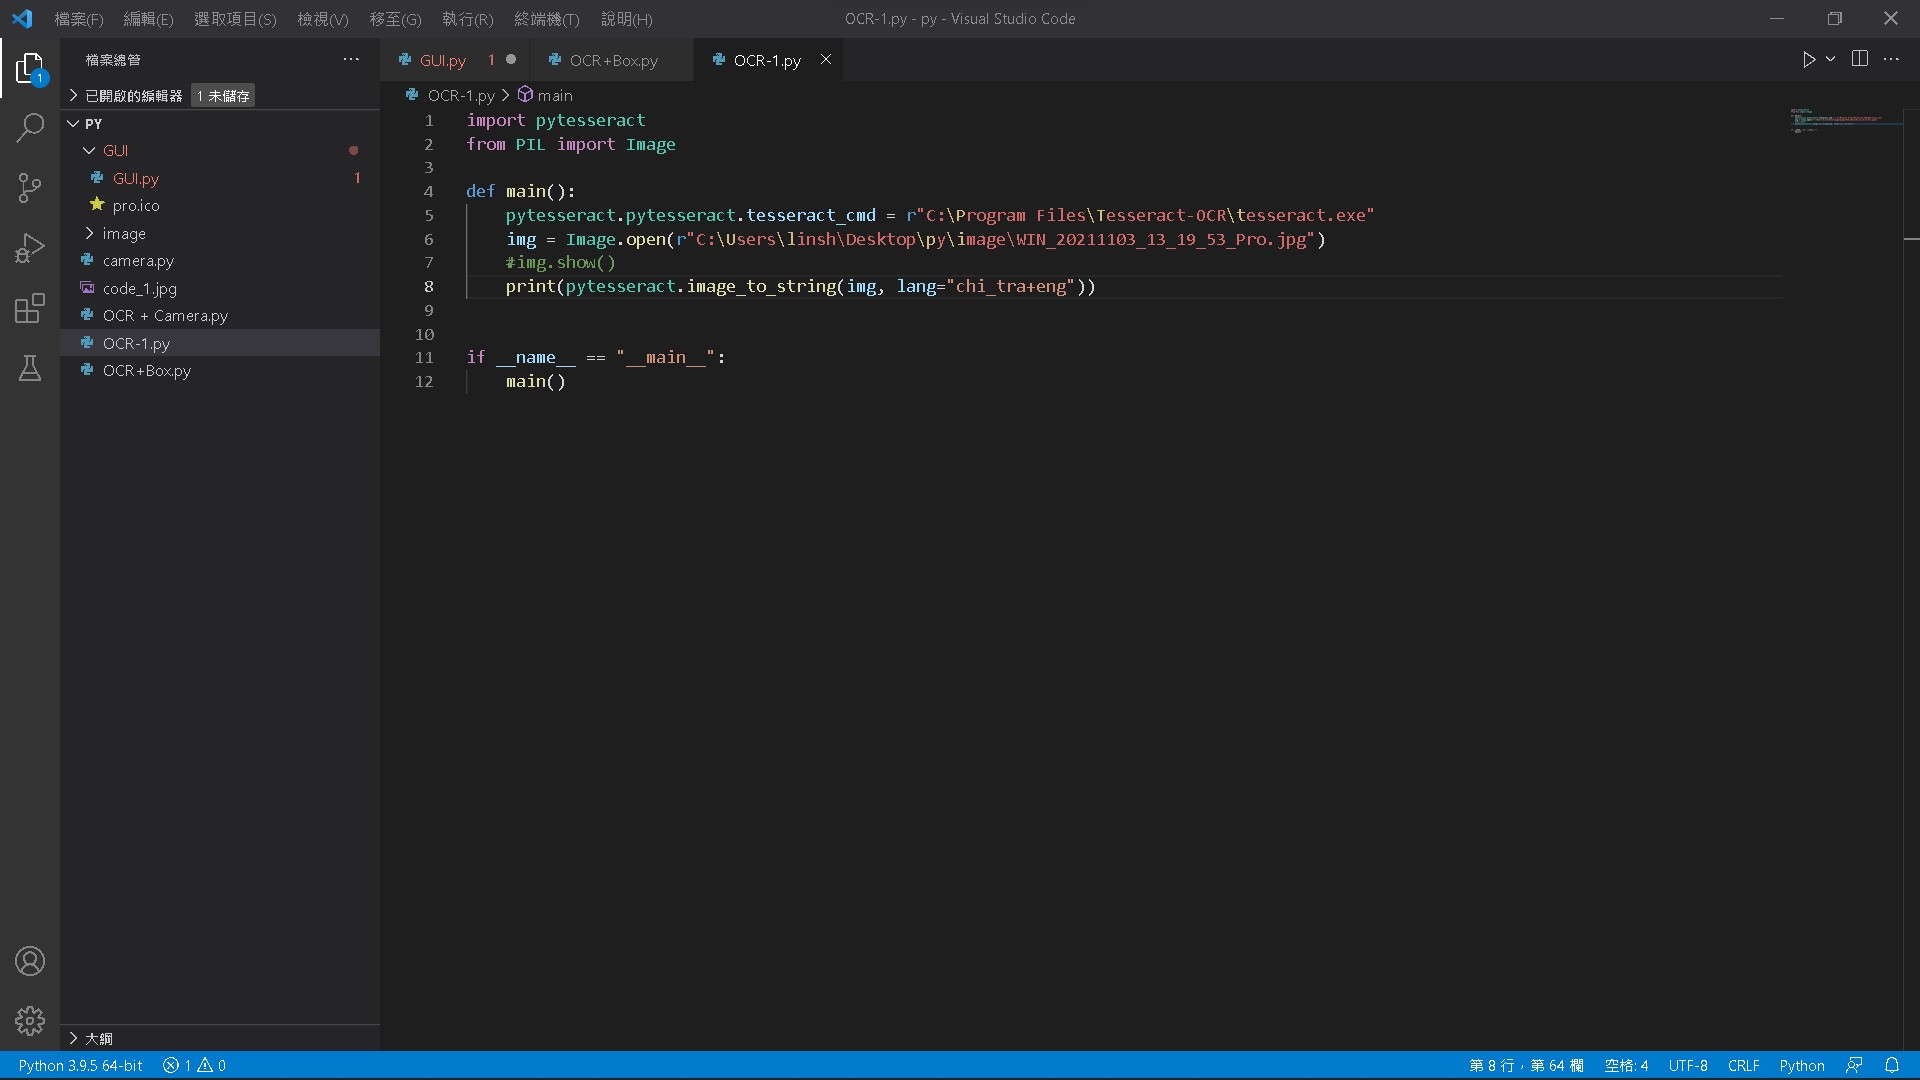 檔案(F) 編輯(E) 選取項目(S) 檢視(V) 移至(G) 執行(R) 終端機(T) 說明(H) OCR-1.py - py - Visual Studio Code
檔案總管
GUI.py 1 OCR+Box.py OCR-1.py
已開啟的編輯器 1 未儲存
PY
GUI
GUI.py 1
pro.ico
image
camera.py
code_1.jpg
OCR + Camera.py
OCR-1.py
OCR+Box.py
大綱
1
OCR-1.py > main
1 import pytesseract
2 from PIL import Image
3
4 def main():
5 pytesseract.pytesseract.tesseract_cmd = r"C:\Program Files\Tesseract-OCR\tesseract.exe"
6 img = Image.open(r"C:\Users\linsh\Desktop\py\image\WIN_20211103_13_19_53_Pro.jpg")
7 #img.show()
8 print(pytesseract.image_to_string(img, lang="chi_tra+eng"))
9
10
11 if __name__ == "__main__":
12 main()
Python 3.9.5 64-bit 1 0 第 8 行，第 64 欄 空格: 4 UTF-8 CRLF Python